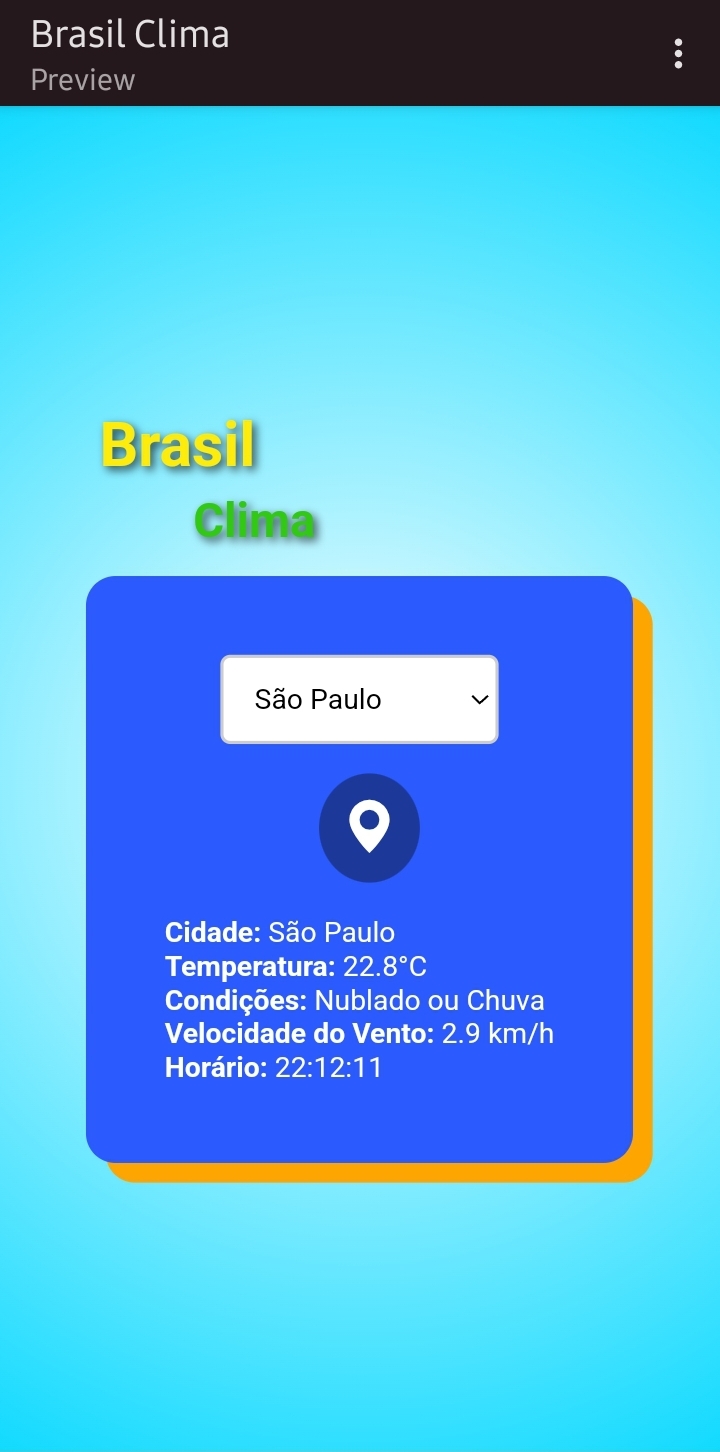 Brasil Clima
Preview
Brasil
Clima
São Paulo
Cidade: São Paulo
Temperatura: 22.8°C
Condições: Nublado ou Chuva
Velocidade do Vento: 2.9 km/h
Horário: 22:12:11